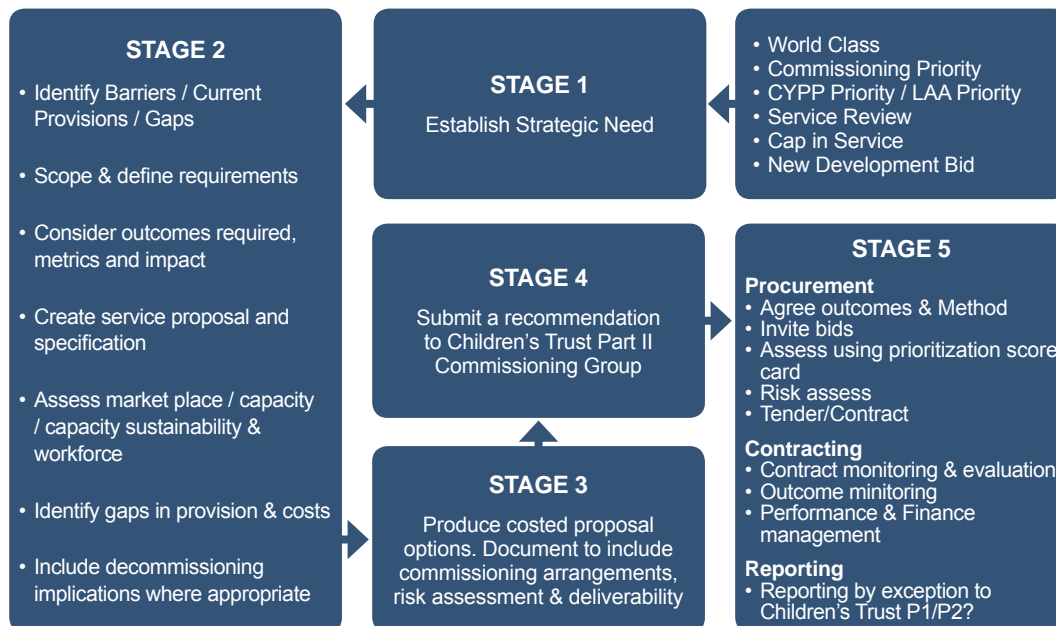 STAGE 2
• Identify Barriers / Current
Provisions / Gaps
• Scope & define requirements
• Consider outcomes required,
metrics and impact
• Create service proposal and
specification
• Assess market place / capacity
/ capacity sustainability &
workforce
• Identify gaps in provision & costs
• Include decommissioning
implications where appropriate
STAGE 1
Establish Strategic Need
• World Class
• Commissioning Priority
• CYPP Priority / LAA Priority
• Service Review
• Cap in Service
• New Development Bid
STAGE 4
Submit a recommendation
to Children’s Trust Part II
Commissioning Group
STAGE 3
Produce costed proposal
options. Document to include
commissioning arrangements,
risk assessment & deliverability
STAGE 5
Procurement
• Agree outcomes & Method
• Invite bids
• Assess using prioritization score
card
• Risk assess
• Tender/Contract
Contracting
• Contract monitoring & evaluation
• Outcome minitoring
• Performance & Finance
management
Reporting
• Reporting by exception to
Children’s Trust P1/P2?